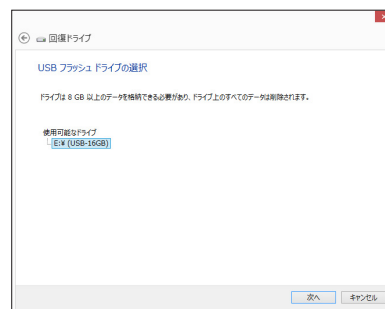 回復ドライブ
USB フラッシュ ドライブの選択
ドライブは 8 GB 以上のデータを格納できる必要があり、ドライブ上のすべてのデータは削除されます。
使用可能なドライブ
E:¥ (USB-16GB)
次へ
キャンセル